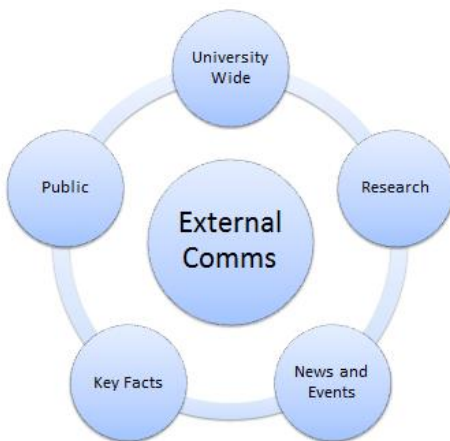 University
Wide
Public
Research
External
Comms
Key Facts
News and
Events